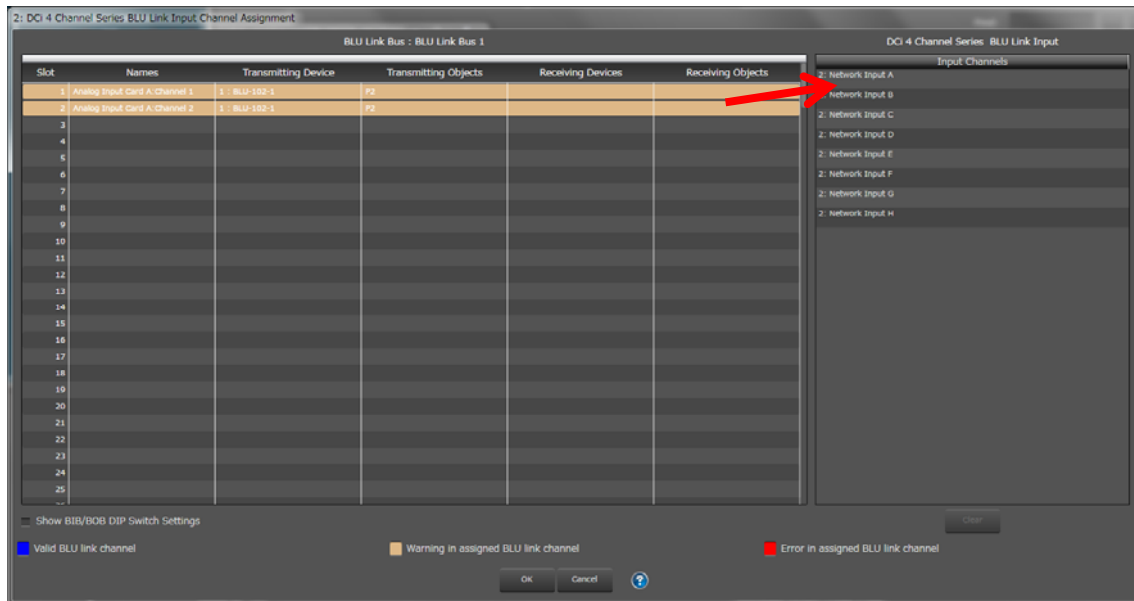 2: DCi 4 Channel Series BLU Link Input Channel Assignment
BLU Link Bus : BLU Link Bus 1
DCi 4 Channel Series BLU Link Input
Slot Names Transmitting Device Transmitting Objects Receiving Devices Receiving Objects
Input Channels
1 Analog Input Card A:Channel 1 1 : BLU-102-1 P2
2 Analog Input Card A:Channel 2 1 : BLU-102-1 P2
3
4
5
6
7
8
9
10
11
12
13
14
15
16
17
18
19
20
21
22
23
24
25
2: Network Input A
Network Input B
2: Network Input C
2: Network Input D
2: Network Input E
2: Network Input F
2: Network Input G
2: Network Input H
Show BIB/BOB DIP Switch Settings
Clear
Valid BLU link channel
Warning in assigned BLU link channel
Error in assigned BLU link channel
OK Cancel ?